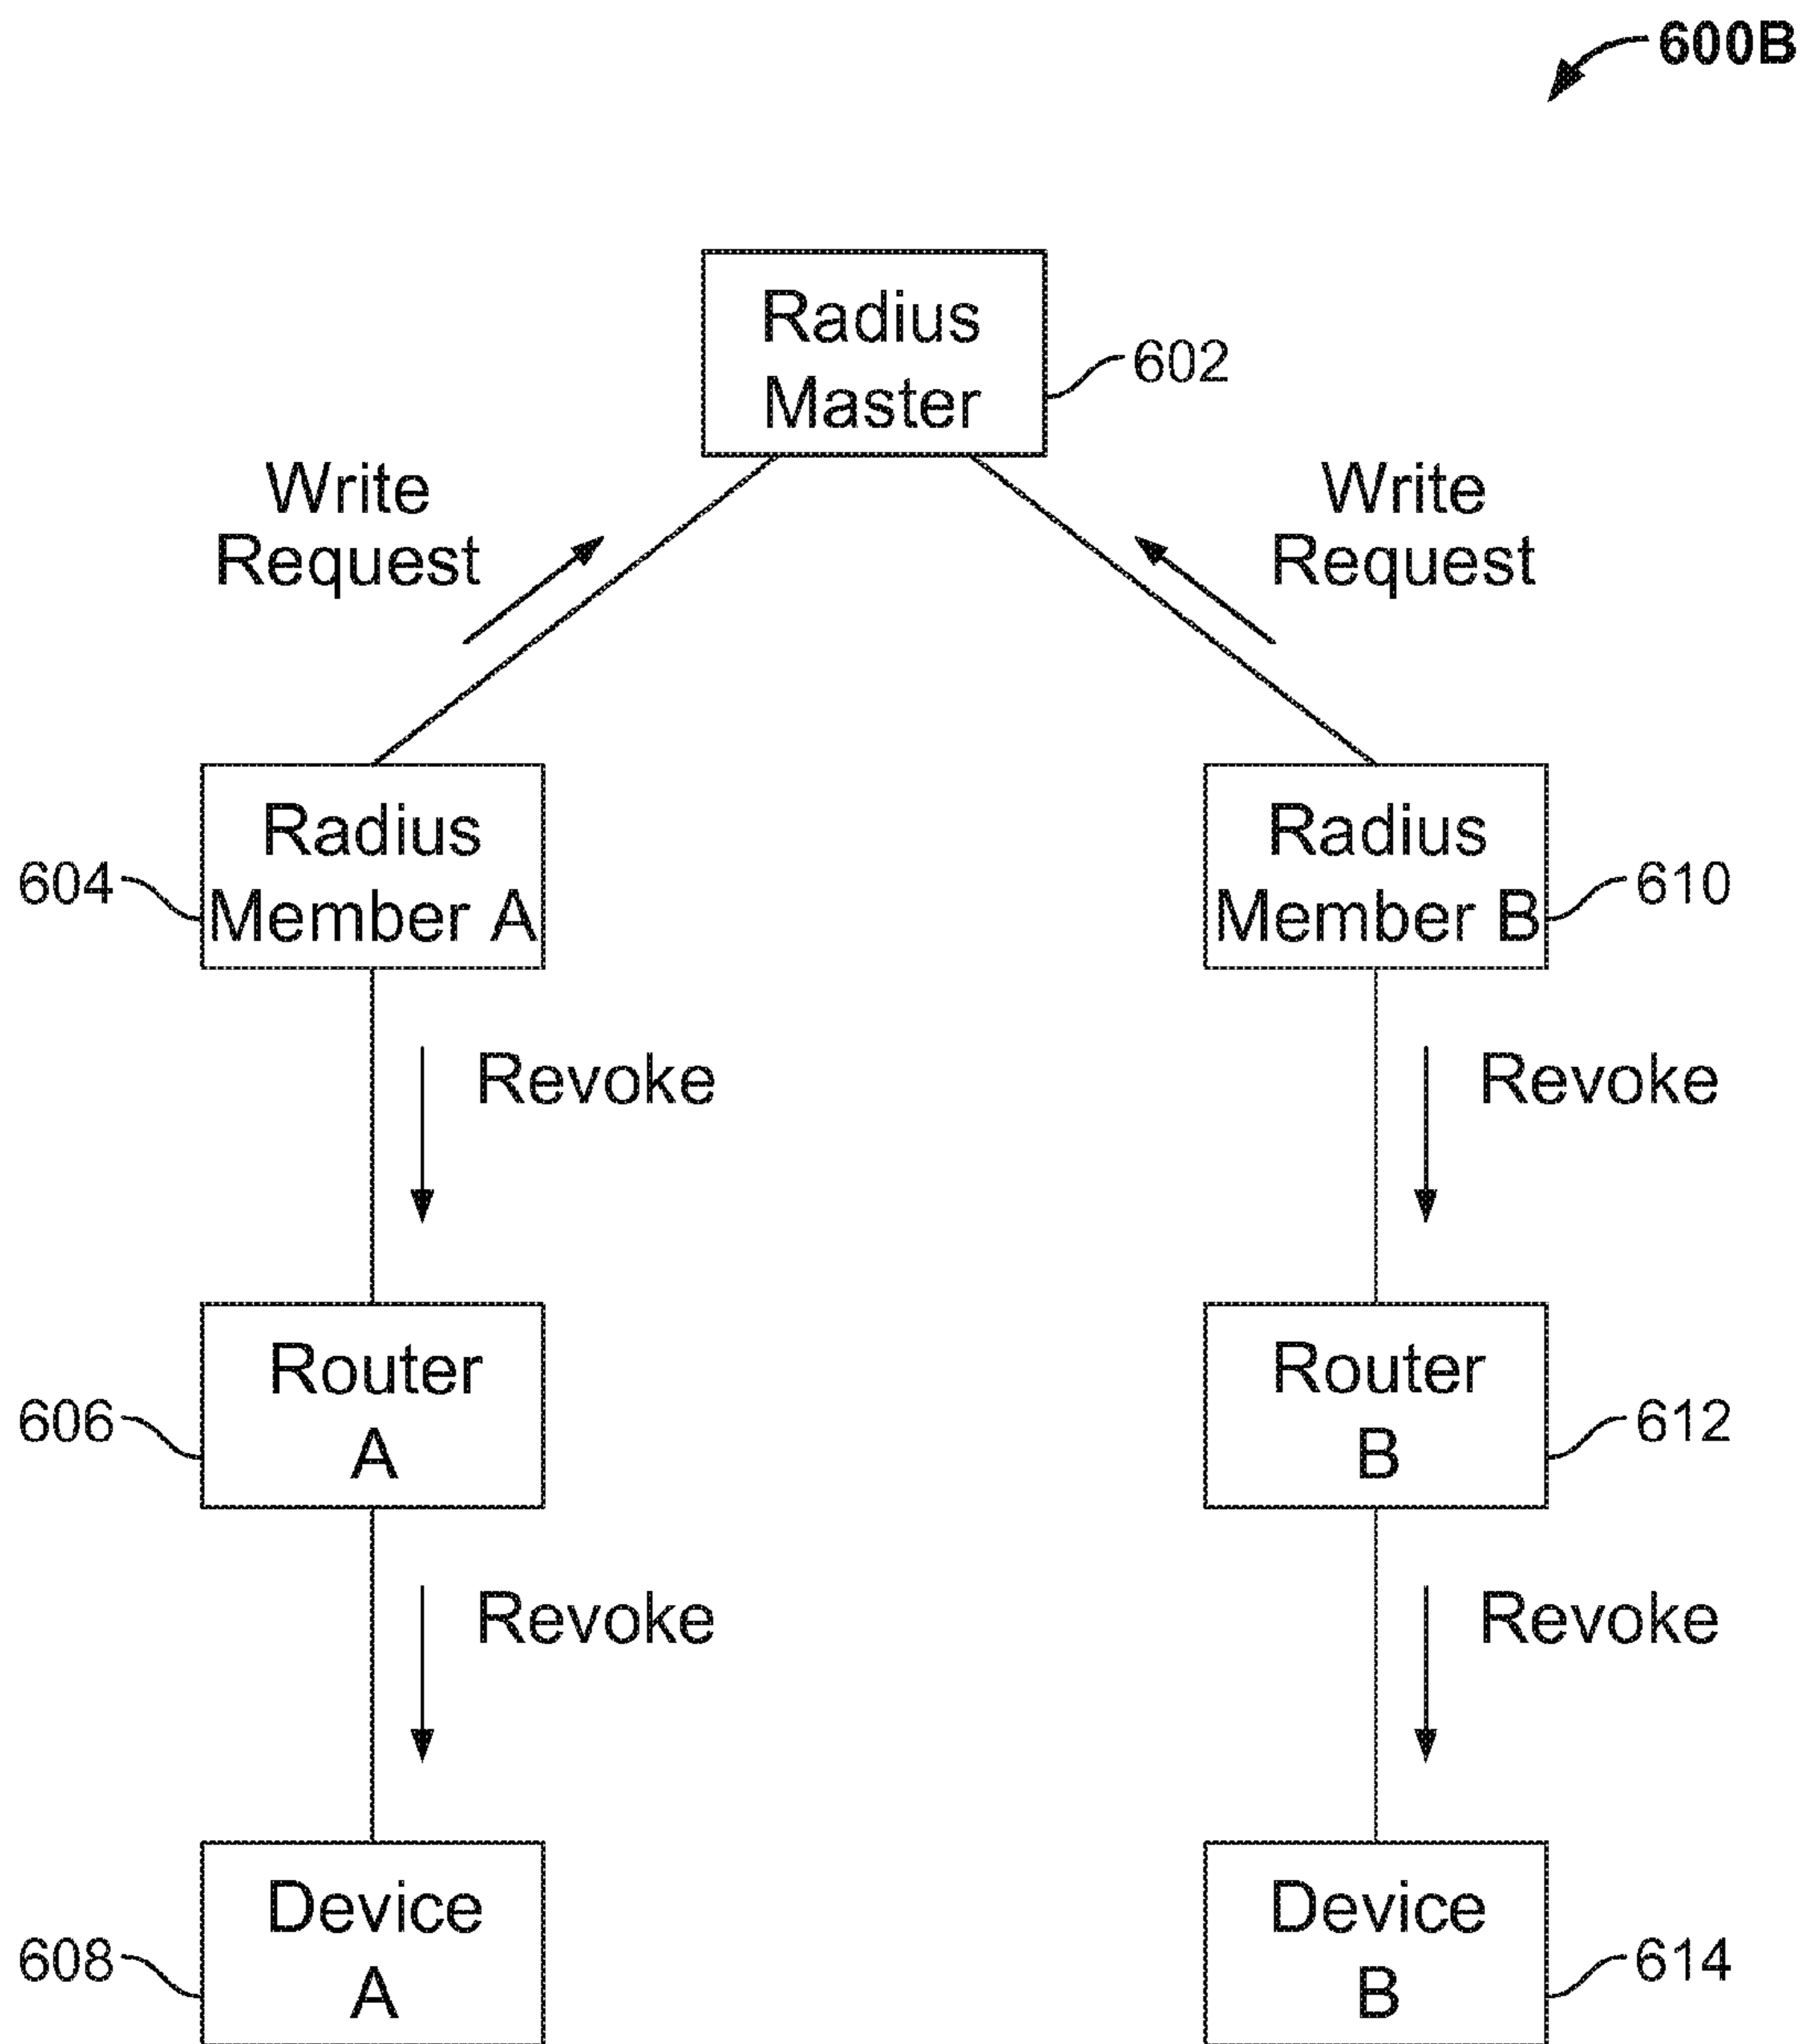 600B
Radius
Master
602
Write
Request
Write
Request
Radius
Member A
604
Radius
Member B
610
Revoke
Revoke
Router
A
606
Router
B
612
Revoke
Revoke
Device
A
608
Device
B
614